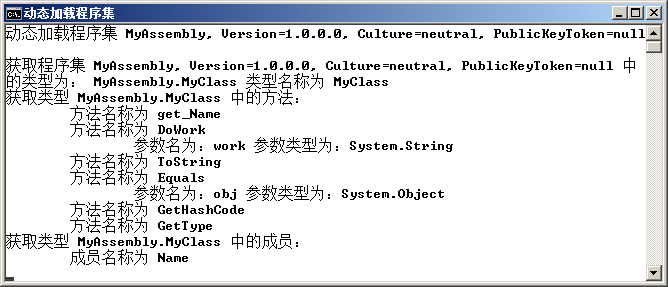 动态加载程序集
动态加载程序集 MyAssembly, Version=1.0.0.0, Culture=neutral, PublicKeyToken=null
获取程序集 MyAssembly, Version=1.0.0.0, Culture=neutral, PublicKeyToken=null 中
的类型为: MyAssembly.MyClass 类型名称为 MyClass
获取类型 MyAssembly.MyClass 中的方法:
方法名称为 get_Name
方法名称为 DoWork
参数名为: work 参数类型为: System.String
方法名称为 ToString
方法名称为 Equals
参数名为: obj 参数类型为: System.Object
方法名称为 GetHashCode
方法名称为 GetType
获取类型 MyAssembly.MyClass 中的成员:
成员名称为 Name